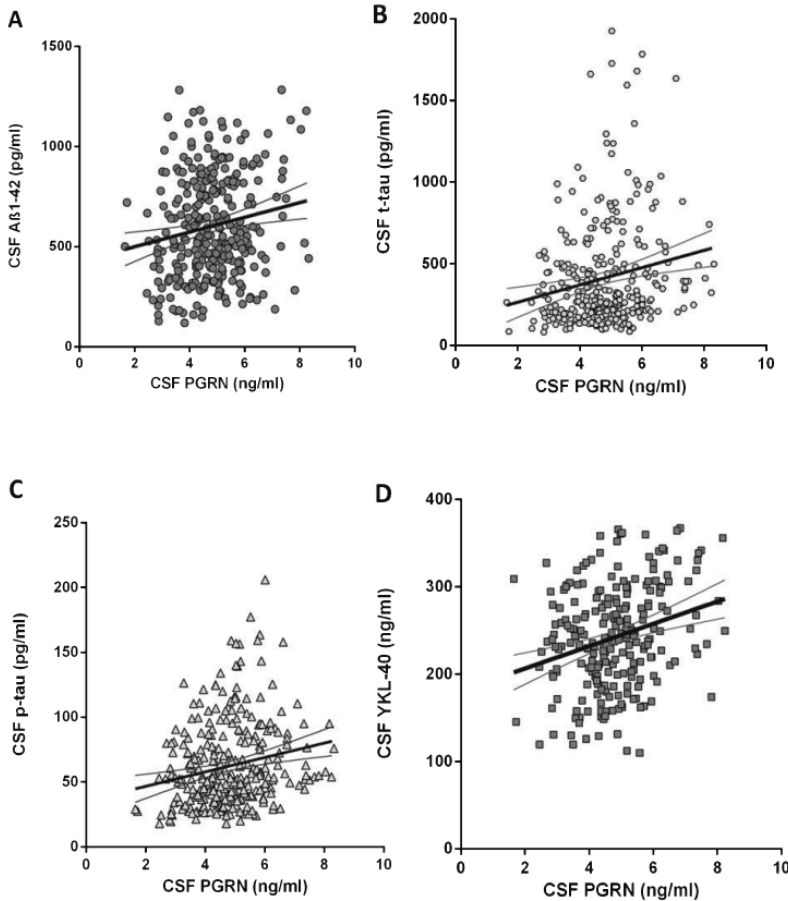 A
CSF Aß1-42 (pg/ml)
1500
1000
500
0
0 2 4 6 8 10
CSF PGRN (ng/ml)
B
CSF t-tau (pg/ml)
2000
1500
1000
500
0
0 2 4 6 8 10
CSF PGRN (ng/ml)
C
CSF p-tau (pg/ml)
250
200
150
100
50
0
0 2 4 6 8 10
CSF PGRN (ng/ml)
D
CSF YKL-40 (ng/ml)
400
300
200
100
0
0 2 4 6 8 10
CSF PGRN (ng/ml)